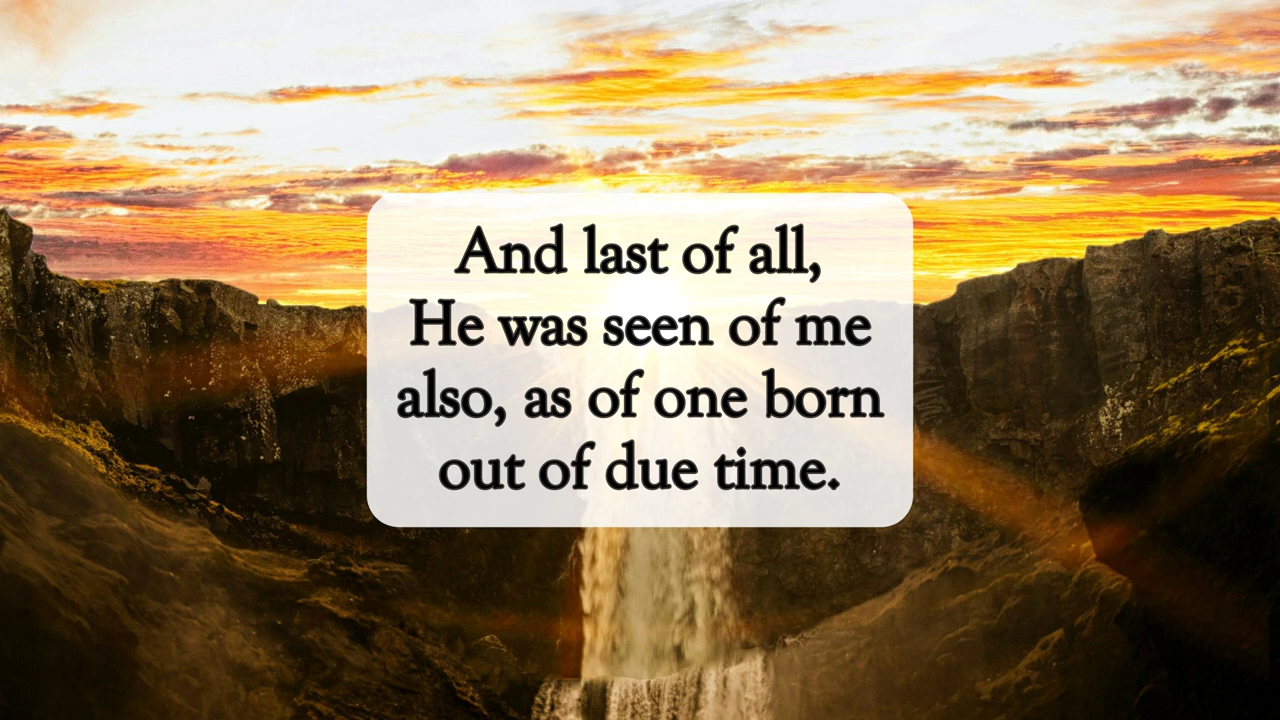 And last of all,
He was seen of me
also, as of one born
out of due time.